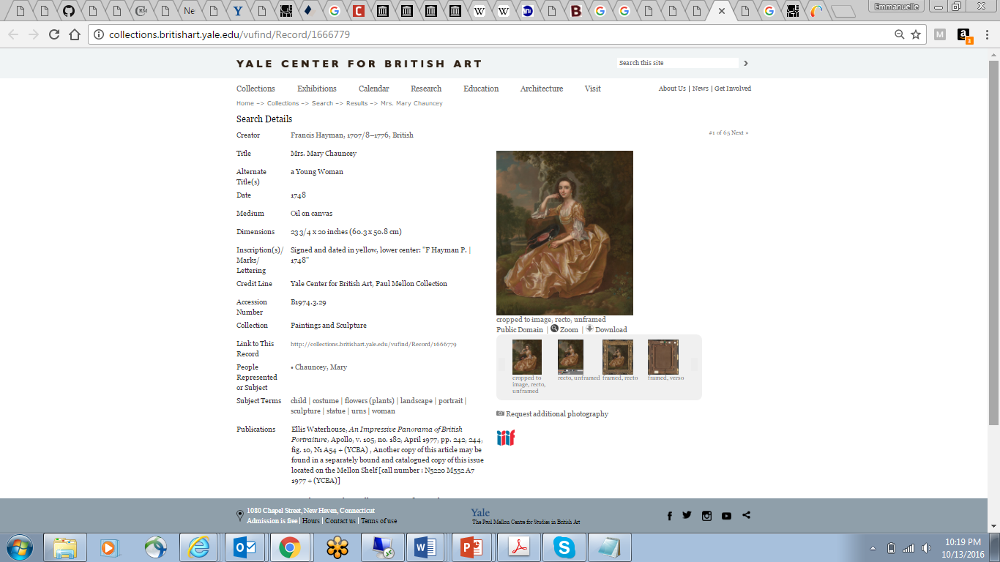 Ne
Emmanuelle
collections.britishart.yale.edu/vufind/Record/1666779
3
YALE CENTER FOR BRITISH ART
Search this site
Collections Exhibitions Calendar Research Education Architecture Visit
About Us | News | Get Involved
Home –> Collections –> Search –> Results –> Mrs. Mary Chauncey
Search Details
Creator Francis Hayman, 1707/8–1776, British
#1 of 65 Next »
Title Mrs. Mary Chauncey
Alternate a Young Woman
Title(s)
Date 1748
Medium Oil on canvas
Dimensions 23 3/4 x 20 inches (60.3 x 50.8 cm)
Inscription(s)/ Signed and dated in yellow, lower center: "F Hayman P. |
Marks/ 1748"
Lettering
Credit Line Yale Center for British Art, Paul Mellon Collection
Accession B1974.3.29
Number
Collection Paintings and Sculpture
Link to This http://collections.britishart.yale.edu/vufind/Record/1666779
Record
People • Chauncey, Mary
Represented
or Subject
Subject Terms child | costume | flowers (plants) | landscape | portrait |
sculpture | statue | urns | woman
Publications Ellis Waterhouse, An Impressive Panorama of British
Portraiture, Apollo, v. 105, no. 182, April 1977, pp. 242, 244,
fig. 10, N1 A54 + (YCBA) , Another copy of this article may be
found in a separately bound and catalogued copy of this issue
located on the Mellon Shelf [call number : N5220 M552 A7
1977 + (YCBA)]
cropped to image, recto, unframed
Public Domain | Zoom | Download
cropped to image, recto, unframed
recto, unframed
framed, recto
framed, verso
Request additional photography
iiif
1080 Chapel Street, New Haven, Connecticut
Admission is free | Hours | Contact us | Terms of use
Yale
The Paul Mellon Centre for Studies in British Art
10:19 PM
10/13/2016